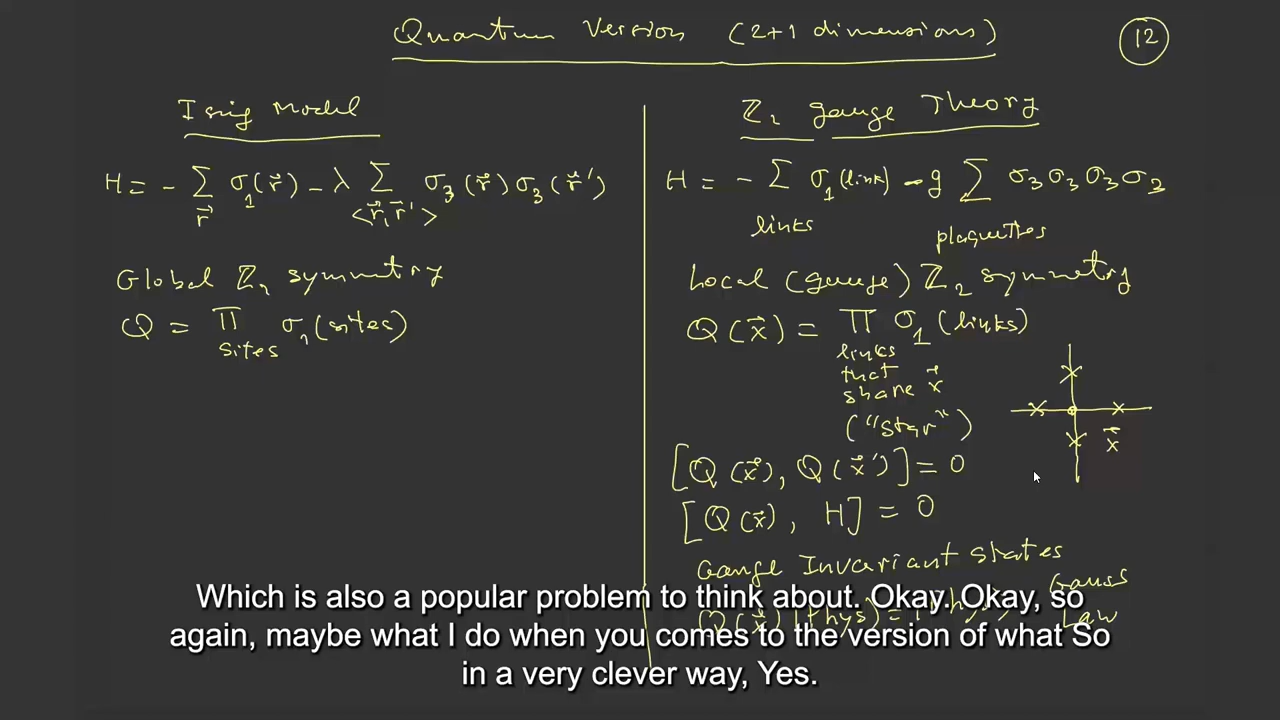 Quantum Version (2+1 dimensions)
12
Ising Model
H = - Σ σ₁(r⃗) - λ Σ σ₃(r⃗) σ₃(r⃗')
r⃗ <r⃗,r⃗'>
Global ℤ₂ symmetry
Q = Π σ₁(sites)
sites
ℤ₂ gauge Theory
H = - Σ σ₁(link) - g Σ σ₃σ₃σ₃σ₃
links plaquettes
Local (gauge) ℤ₂ symmetry
Q(x⃗) = Π σ₁(links)
links
that
share x⃗
("star")
x⃗
[Q(x⃗), Q(x⃗')] = 0
[Q(x⃗), H] = 0
Gauge Invariant States
Gauss
Law
Which is also a popular problem to think about. Okay. Okay, so
again, maybe what I do when you comes to the version of what So
in a very clever way, Yes.